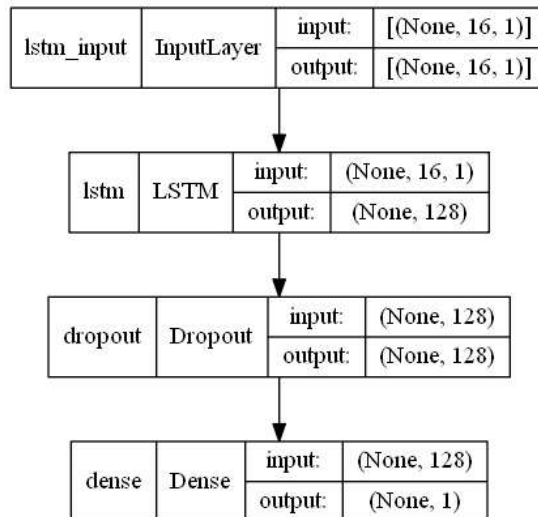 lstm_input InputLayer input: [(None, 16, 1)]
output: [(None, 16, 1)]
lstm LSTM input: (None, 16, 1)
output: (None, 128)
dropout Dropout input: (None, 128)
output: (None, 128)
dense Dense input: (None, 128)
output: (None, 1)